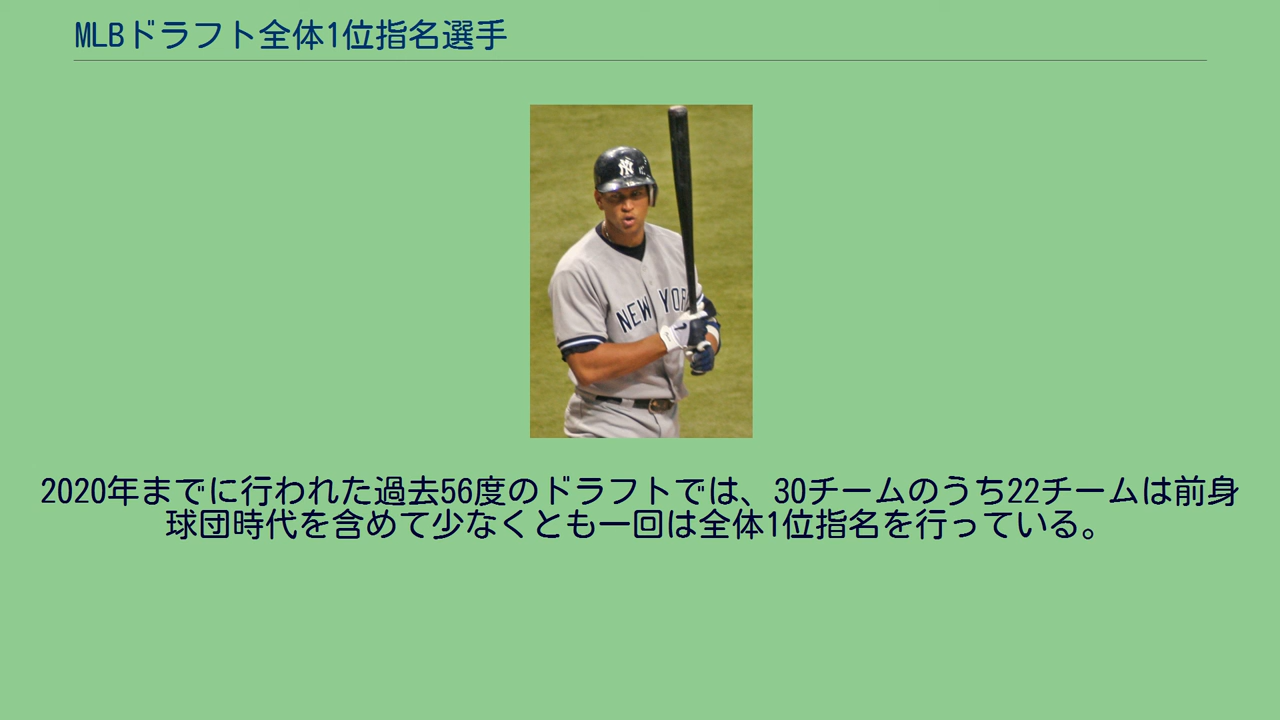 MLBドラフト全体1位指名選手
NY
NEW YOR
2020年までに行われた過去56度のドラフトでは、30チームのうち22チームは前身
球団時代を含めて少なくとも一回は全体1位指名を行っている。